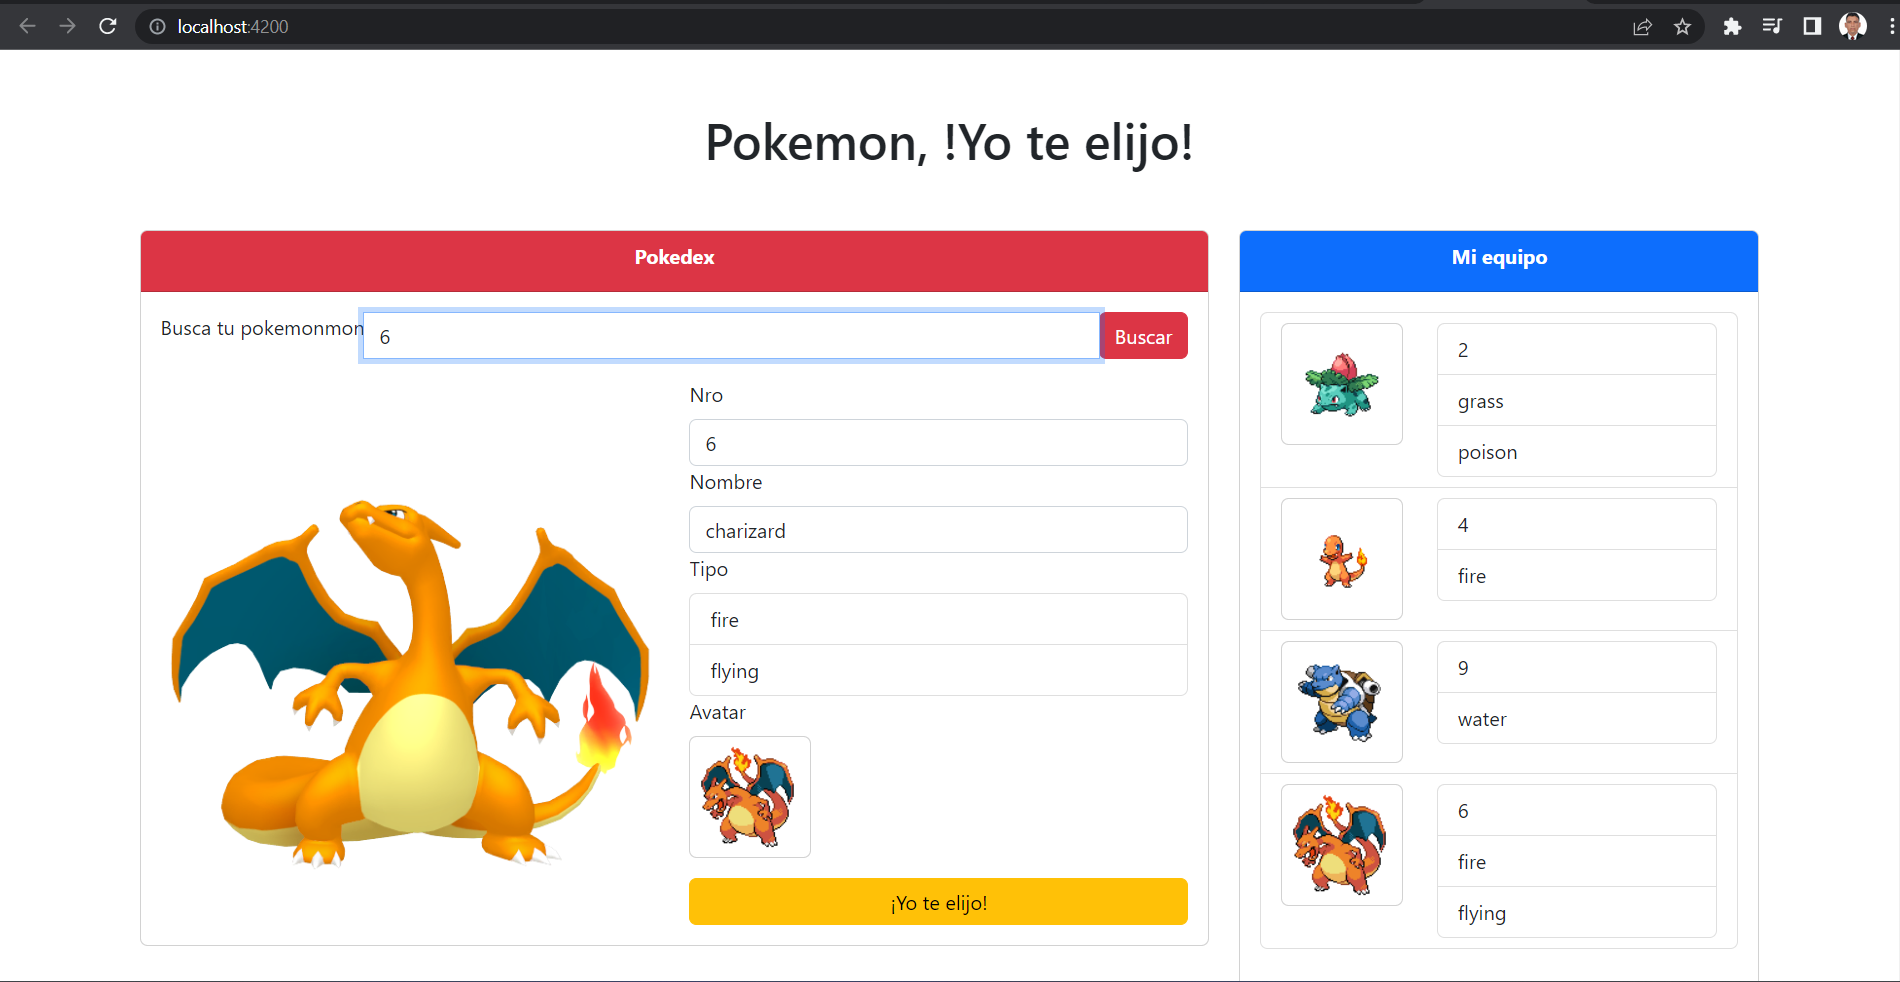 localhost:4200
Pokemon, !Yo te elijo!
Pokedex
Busca tu pokemonmon
6
Buscar
Nro
6
Nombre
charizard
Tipo
fire
flying
Avatar
¡Yo te elijo!
Mi equipo
2
grass
poison
4
fire
9
water
6
fire
flying